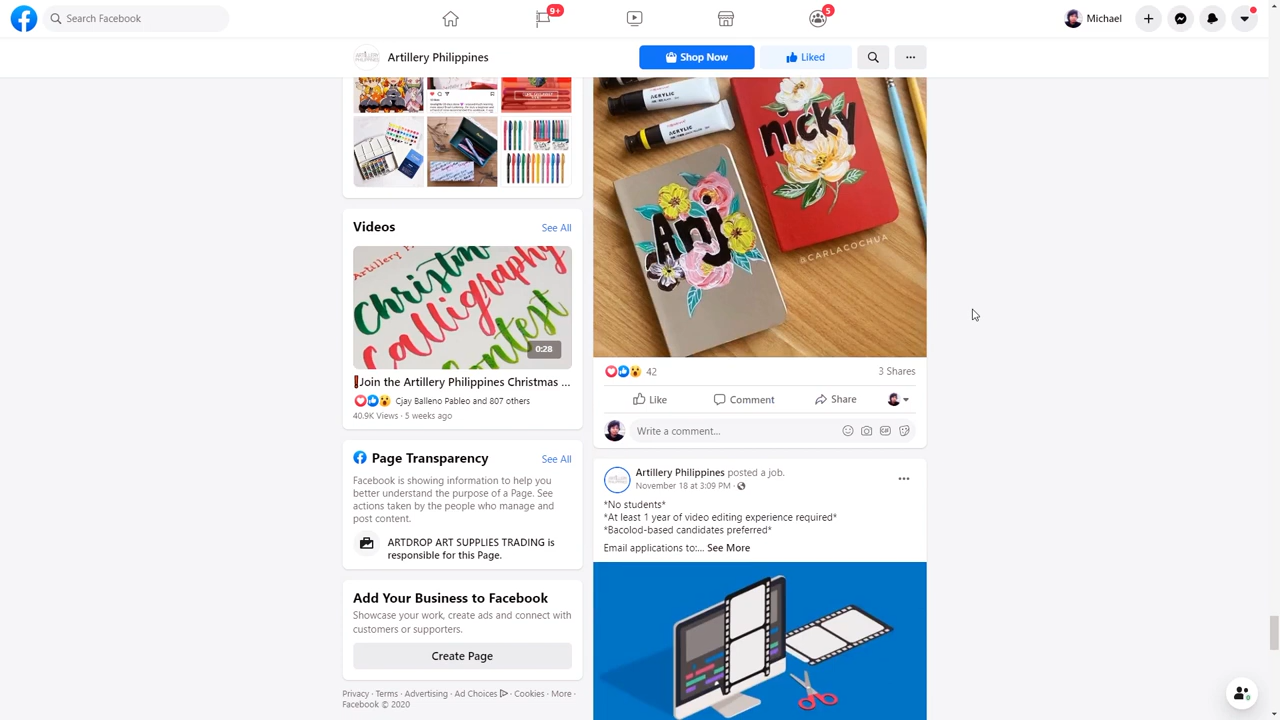 Search Facebook
9+
5
Michael
Artillery Philippines
Shop Now
Liked
Videos
See All
Artillery P
Christm
Calligraphy
Contest
0:28
Join the Artillery Philippines Christmas ...
Cjay Balleno Pableo and 807 others
40.9K Views · 5 weeks ago
Page Transparency
See All
Facebook is showing information to help you
better understand the purpose of a Page. See
actions taken by the people who manage and
post content.
ARTDROP ART SUPPLIES TRADING is
responsible for this Page.
Add Your Business to Facebook
Showcase your work, create ads and connect with
customers or supporters.
Create Page
Privacy · Terms · Advertising · Ad Choices · Cookies · More ·
Facebook © 2020
ACRYLIC
ACRYLIC
nicky
Anj
@CARLACOCHUA
42
3 Shares
Like
Comment
Share
Write a comment...
GIF
Artillery Philippines posted a job.
November 18 at 3:09 PM ·
*No students*
*At least 1 year of video editing experience required*
*Bacolod-based candidates preferred*
Email applications to:... See More
0